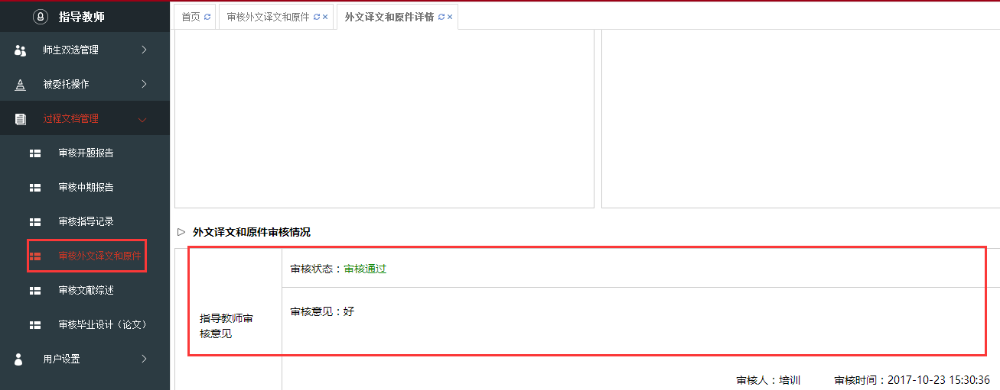 指导教师
首页
审核外文译文和原件
外文译文和原件详情
师生双选管理
被委托操作
过程文档管理
审核开题报告
审核中期报告
审核指导记录
审核外文译文和原件
审核文献综述
审核毕业设计（论文）
用户设置
外文译文和原件审核情况
指导教师审
核意见
审核状态：审核通过
审核意见：好
审核人：培训 审核时间：2017-10-23 15:30:36